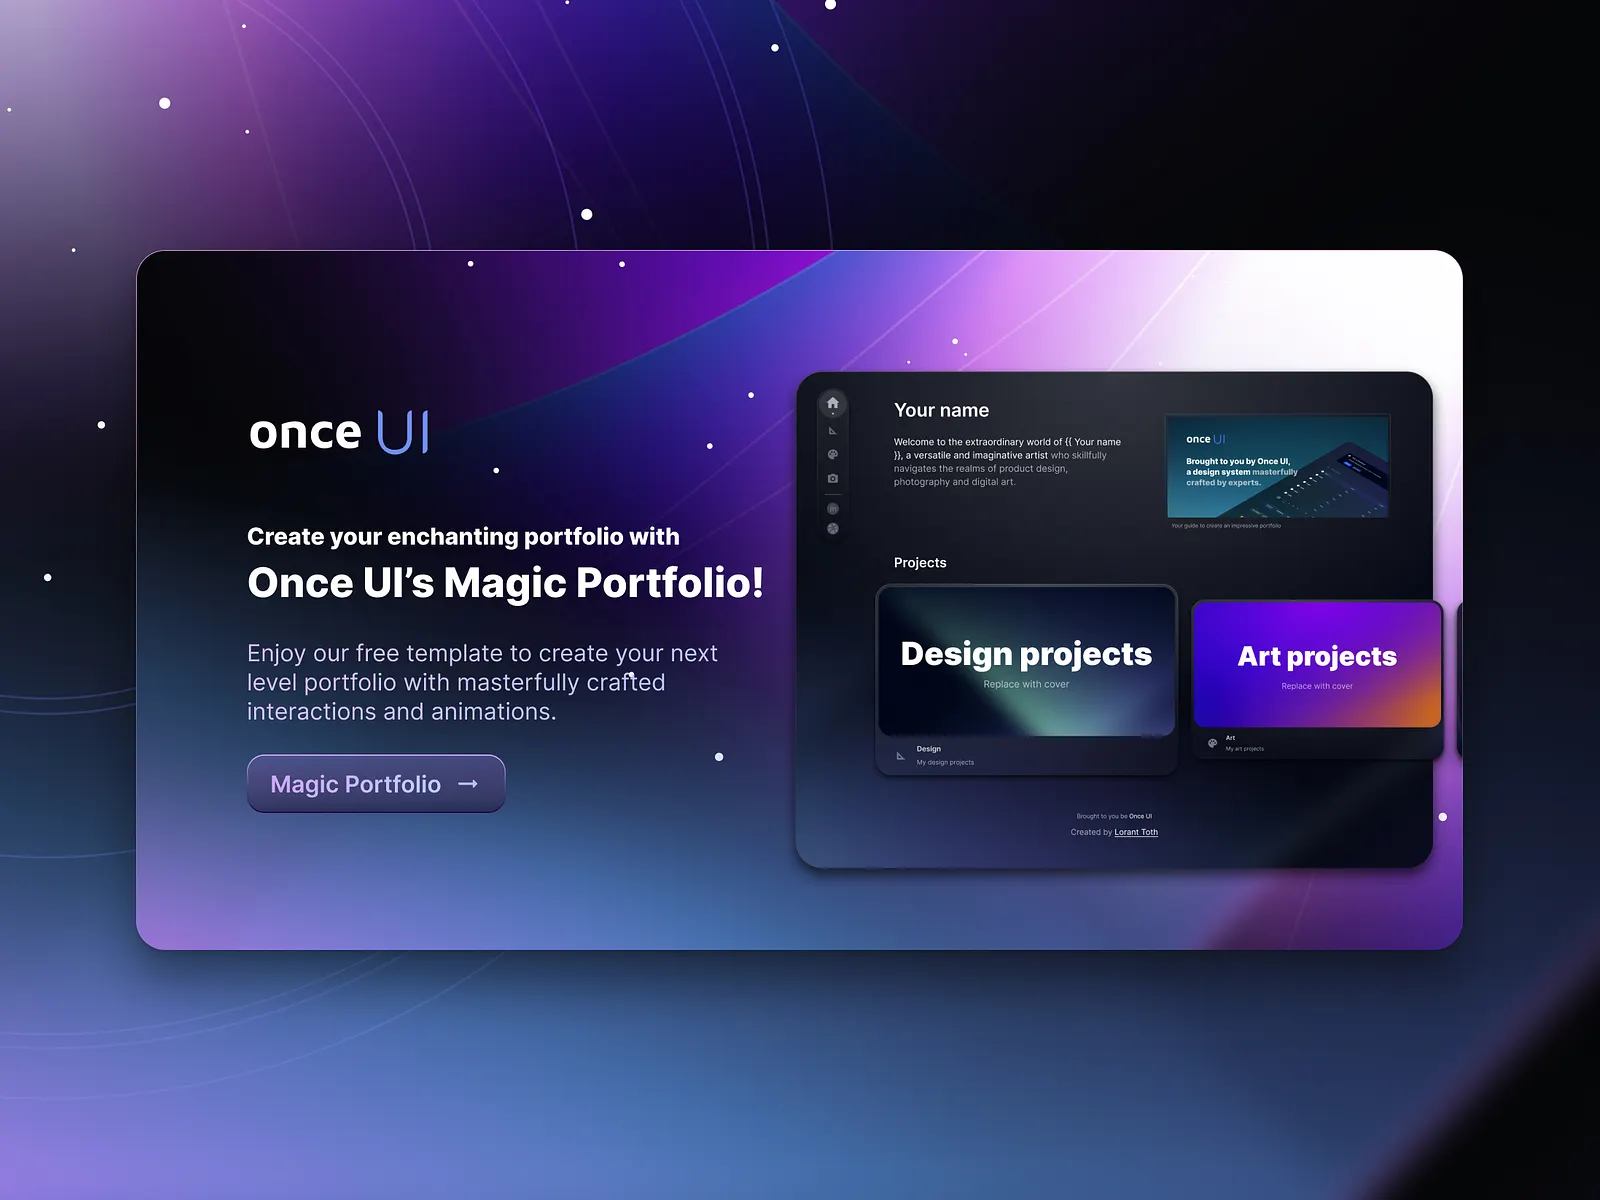 once UI
Create your enchanting portfolio with
Once UI’s Magic Portfolio!
Enjoy our free template to create your next
level portfolio with masterfully crafted
interactions and animations.
Magic Portfolio →
Your name
Welcome to the extraordinary world of {{ Your name
}}, a versatile and imaginative artist who skillfully
navigates the realms of product design,
photography and digital art.
once UI
Brought to you by Once UI,
a design system masterfully
crafted by experts.
Your guide to create an impressive portfolio
Projects
Design projects
Replace with cover
Design
My design projects
Art projects
Replace with cover
Art
My art projects
Brought to you be Once UI
Created by Lorant Toth